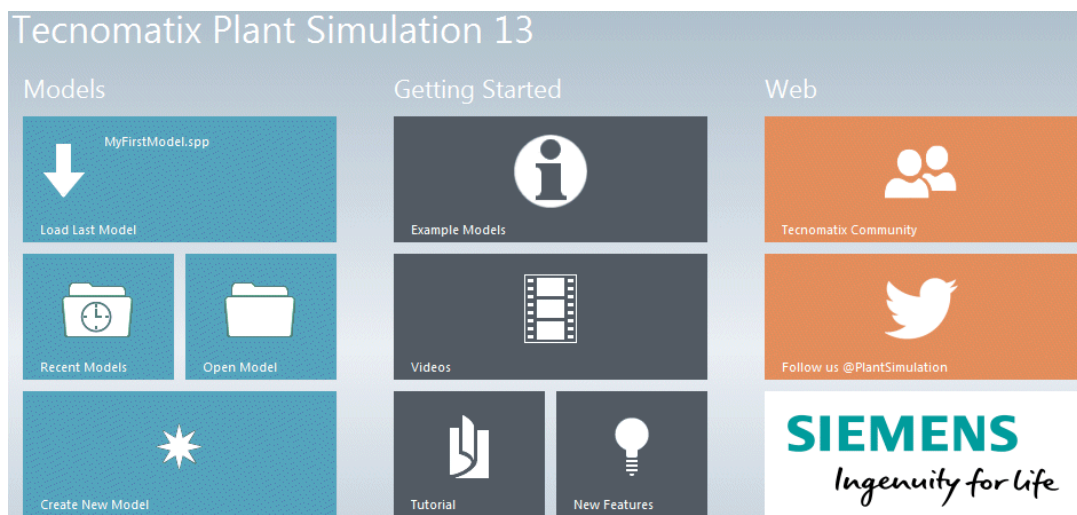 Tecnomatix Plant Simulation 13
Models
MyFirstModel.spp
Load Last Model
Recent Models
Open Model
Create New Model
Getting Started
Example Models
Videos
Tutorial
New Features
Web
Tecnomatix Community
Follow us @PlantSimulation
SIEMENS
Ingenuity for life